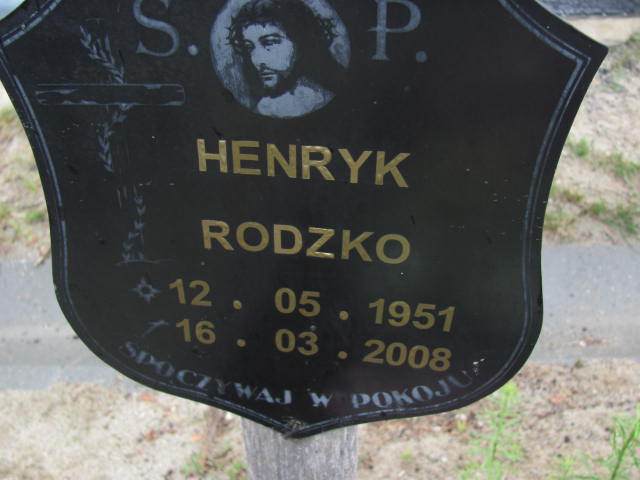 S. P.
HENRYK
RODZKO
12 . 05 . 1951
16 . 03 . 2008
SPOCZYWAJ W POKOJU